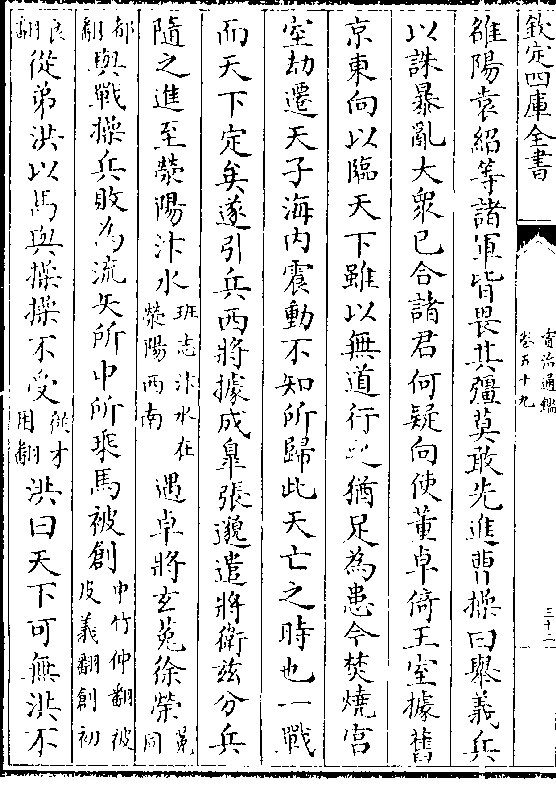 欽定四庫全書
資治通鑑
卷五十九
三十二
雒陽袁紹等諸軍皆畏其彊莫敢先進曹操曰舉義兵
以誅暴亂大衆已合諸君何疑向使董卓倚王室據舊
京東向以臨天下雖以無道行之猶足為患今焚燒宫
室劫遷天子海内震動不知所歸此天亡之時也一戰
而天下定矣遂引兵西將據成臯張邈遣將衛兹分兵
隨之進至滎陽汴水班志汴水在滎陽西南遇卓將玄菟徐榮菟同
都翻與戰操兵敗為流矢所中所乘馬被創中竹仲翻被皮義翻創初
良翻從弟洪以馬與操操不受從才用翻洪曰天下可無洪不